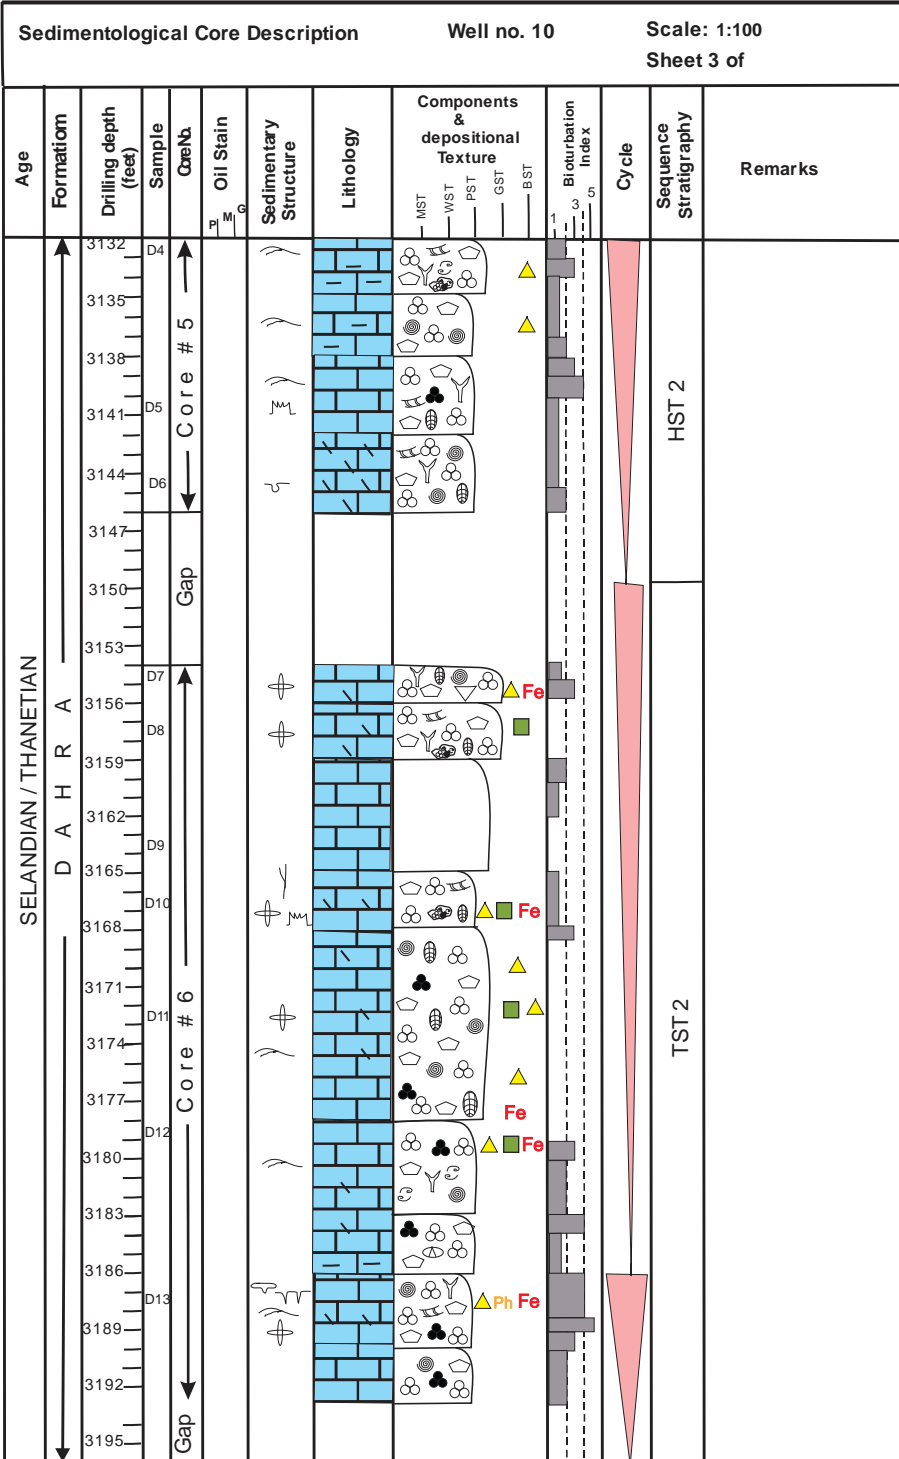 Sedimentological Core Description
Well no. 10
Scale: 1:100
Sheet 3 of
Age
Formatiom
Drilling depth
(feet)
Sample
CoreNo.
Oil Stain
P M G
Sedimentary
Structure
Lithology
Components
&
depositional
Texture
MST
WST
PST
GST
BST
Bioturbation
Index
1 3 5
Cycle
Sequence
Stratigraphy
Remarks
SELANDIAN / THANETIAN
DAHRA
3132
3135
3138
3141
3144
3147
3150
3153
3156
3159
3162
3165
3168
3171
3174
3177
3180
3183
3186
3189
3192
3195
D4
D5
D6
D7
D8
D9
D10
D11
D12
D13
Core # 5
Gap
Core # 6
Gap
Fe
Fe
Fe
Fe
Ph Fe
HST 2
TST 2